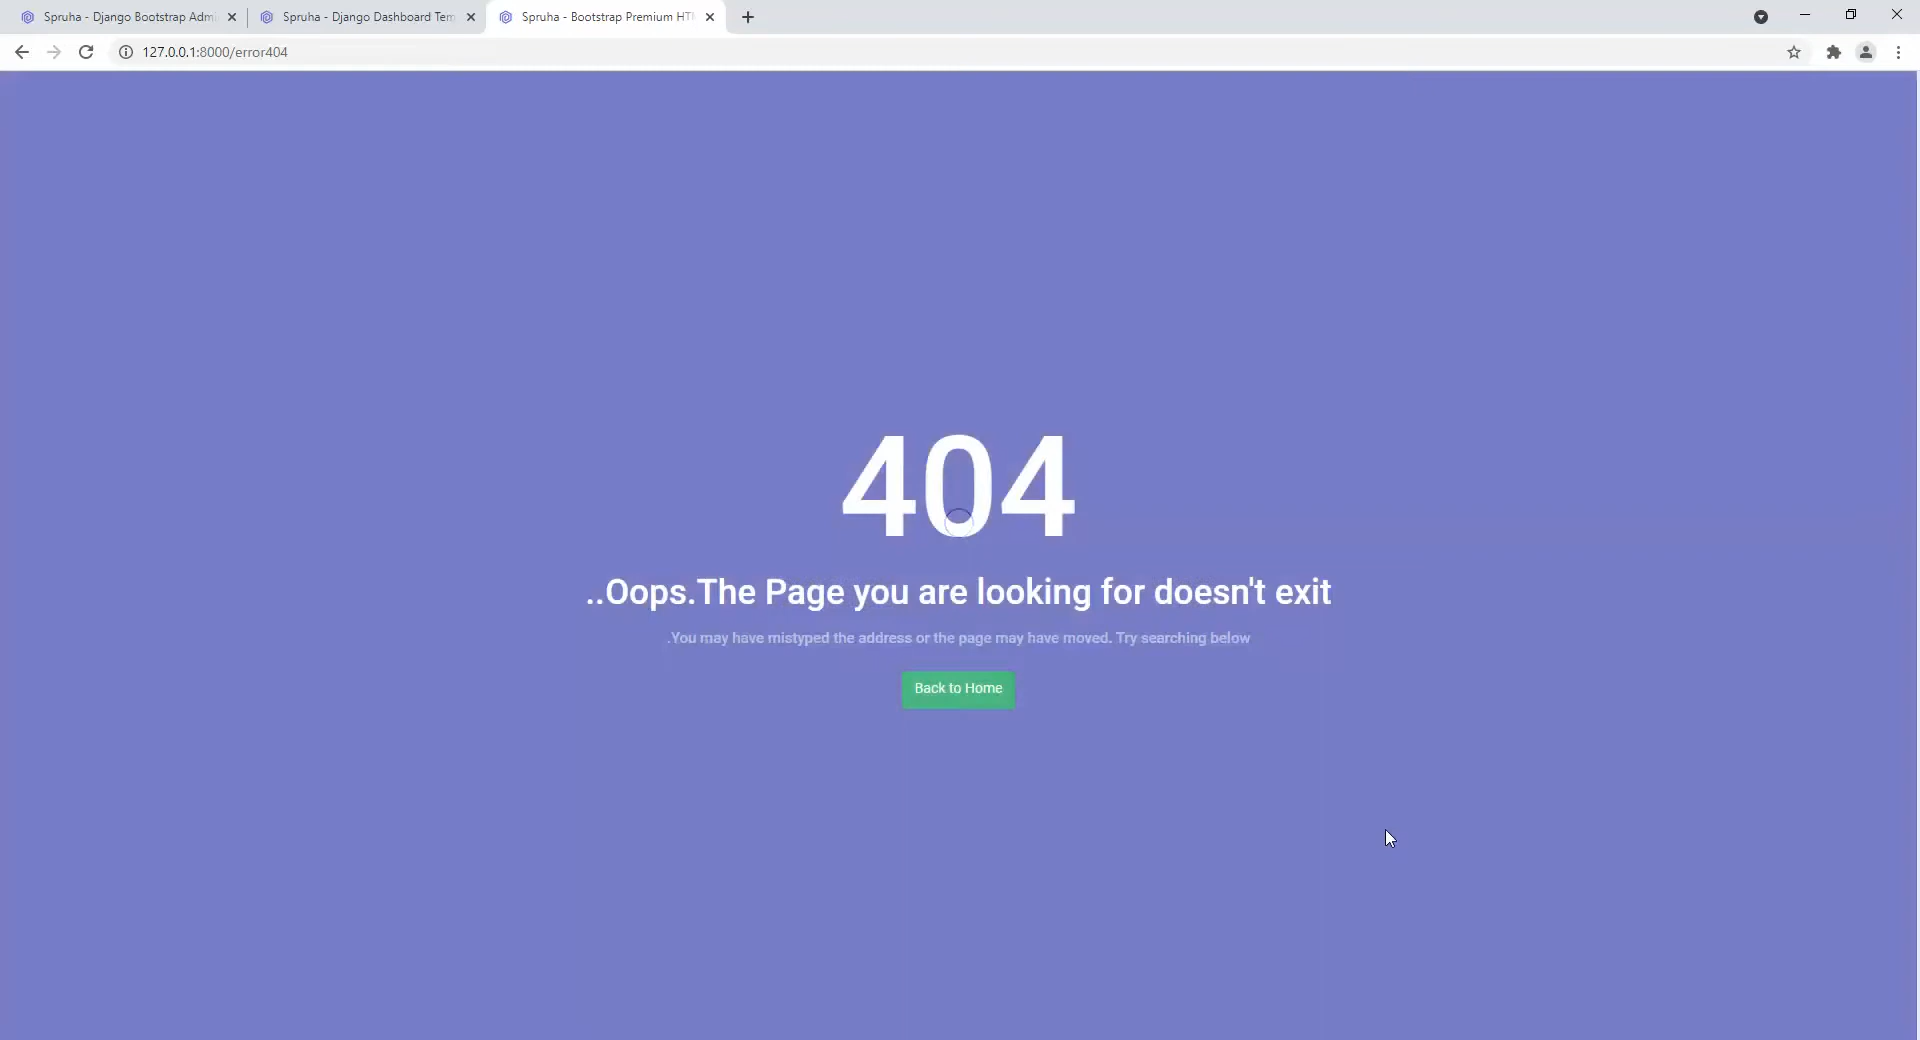 Spruha - Django Bootstrap Admi
Spruha - Django Dashboard Tem
Spruha - Bootstrap Premium HT
127.0.0.1:8000/error404
404
..Oops.The Page you are looking for doesn't exit
.You may have mistyped the address or the page may have moved. Try searching below
Back to Home